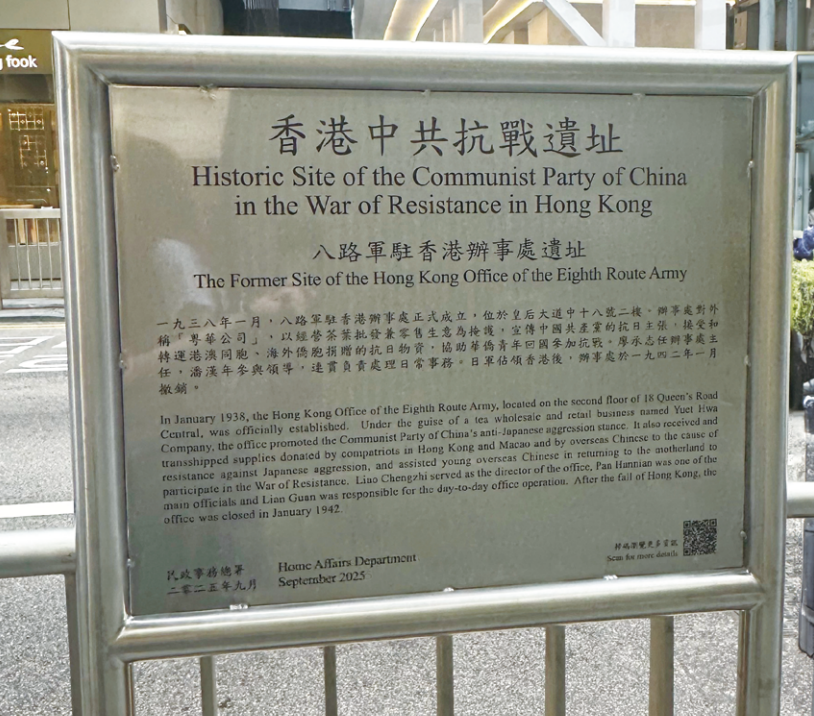 g fook
香港中共抗戰遺址
Historic Site of the Communist Party of China
in the War of Resistance in Hong Kong
八路軍駐香港辦事處遺址
The Former Site of the Hong Kong Office of the Eighth Route Army
一九三八年一月，八路軍駐香港辦事處正式成立，位於皇后大道中十八號二樓。辦事處對外
稱「粵華公司」，以經營茶葉批發兼零售生意為掩護，宣傳中國共產黨的抗日主張，接受和
轉運港澳同胞、海外僑胞捐贈的抗日物資，協助華僑青年回國參加抗戰。廖承志任辦事處主
任，潘漢年參與領導，連貫負責處理日常事務。日軍佔領香港後，辦事處於一九四二年一月
撤銷。
In January 1938, the Hong Kong Office of the Eighth Route Army, located on the second floor of 18 Queen's Road
Central, was officially established. Under the guise of a tea wholesale and retail business named Yuet Hwa
Company, the office promoted the Communist Party of China's anti-Japanese aggression stance. It also received and
transshipped supplies donated by compatriots in Hong Kong and Macao and by overseas Chinese to the cause of
resistance against Japanese aggression, and assisted young overseas Chinese in returning to the motherland to
participate in the War of Resistance. Liao Chengzhi served as the director of the office, Pan Hannian was one of the
main officials and Lian Guan was responsible for the day-to-day office operation. After the fall of Hong Kong, the
office was closed in January 1942.
掃碼瀏覽更多資訊
Scan for more details
民政事務總署
二零二五年九月
Home Affairs Department
September 2025